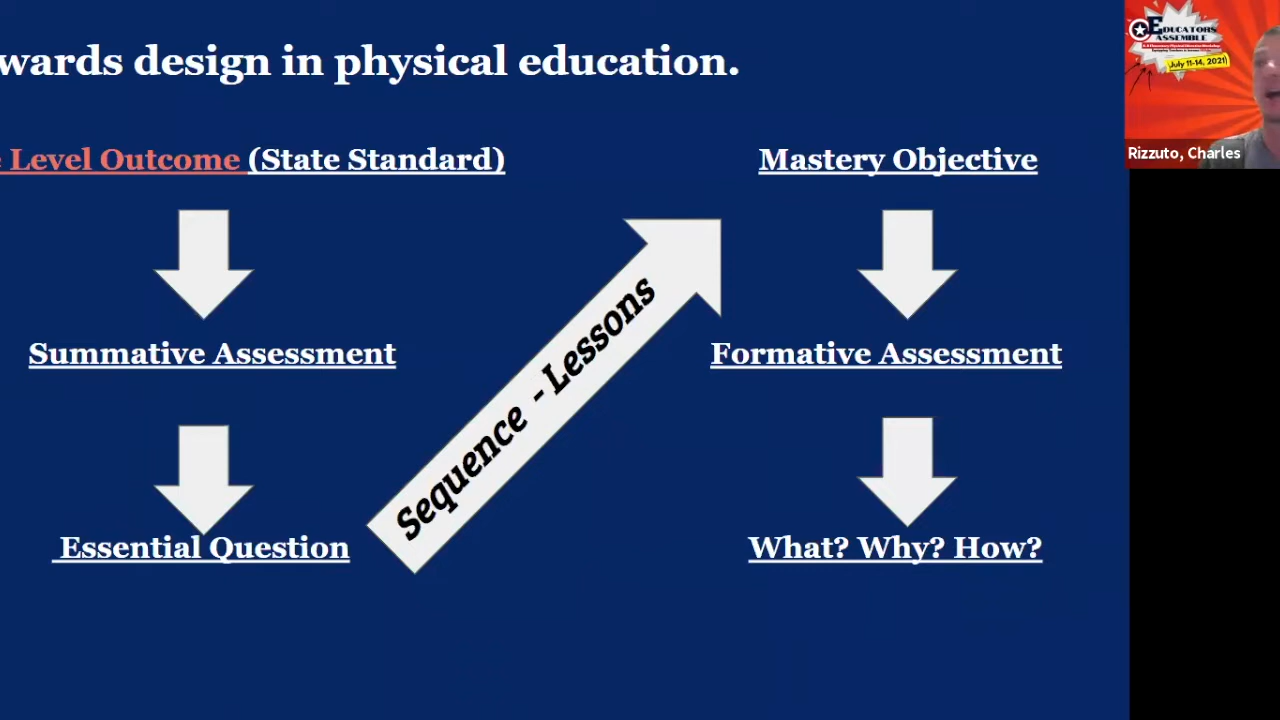 wards design in physical education.
Level Outcome (State Standard)
Mastery Objective
Summative Assessment
Formative Assessment
Sequence - Lessons
Essential Question
What? Why? How?
EDUCATORS
ASSEMBLE
July 11-14, 2021
Rizzuto, Charles